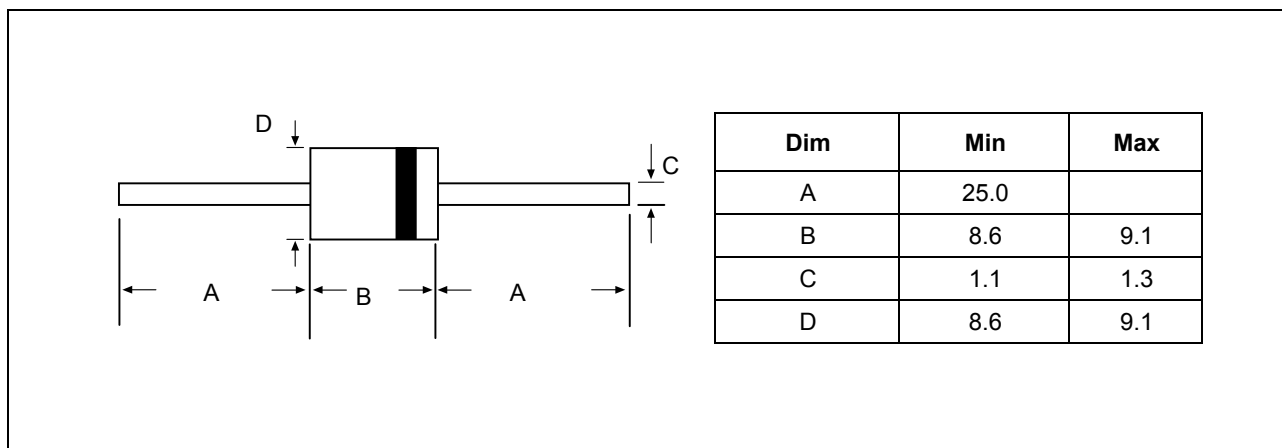 D
C
A
B
A
Dim Min Max
A 25.0
B 8.6 9.1
C 1.1 1.3
D 8.6 9.1